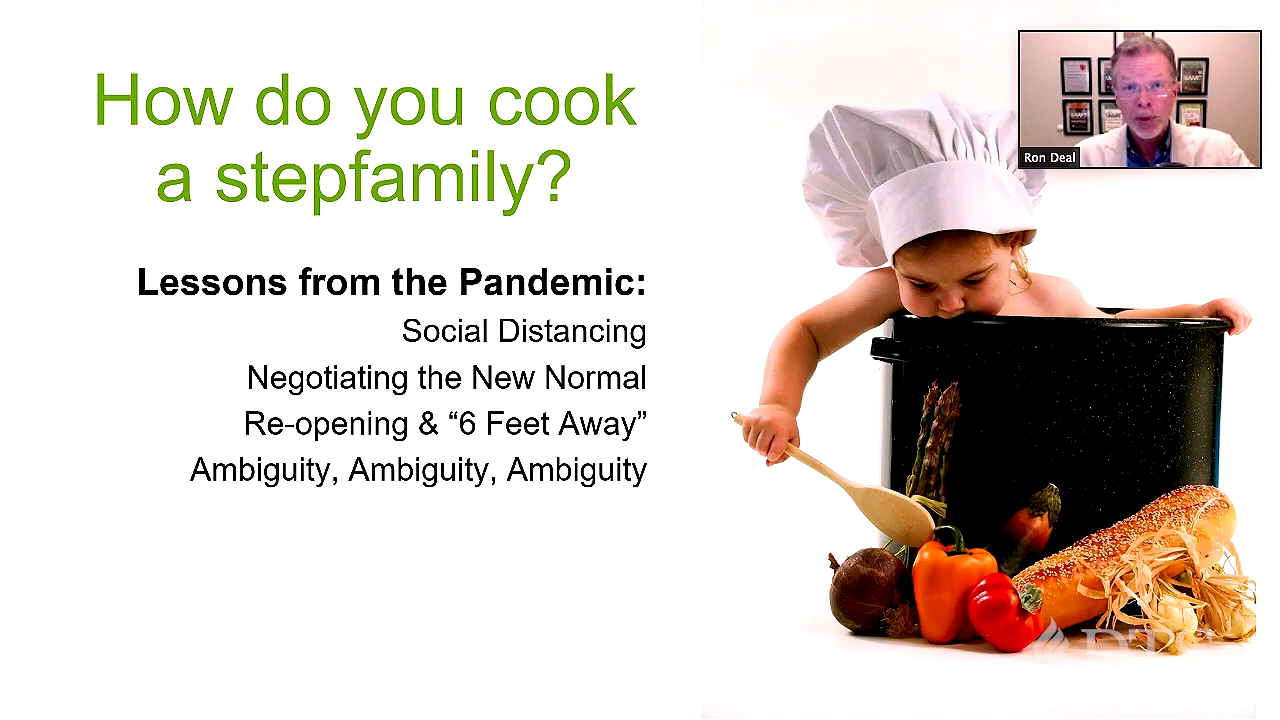 How do you cook
a stepfamily?
Lessons from the Pandemic:
Social Distancing
Negotiating the New Normal
Re-opening & “6 Feet Away”
Ambiguity, Ambiguity, Ambiguity
Ron Deal